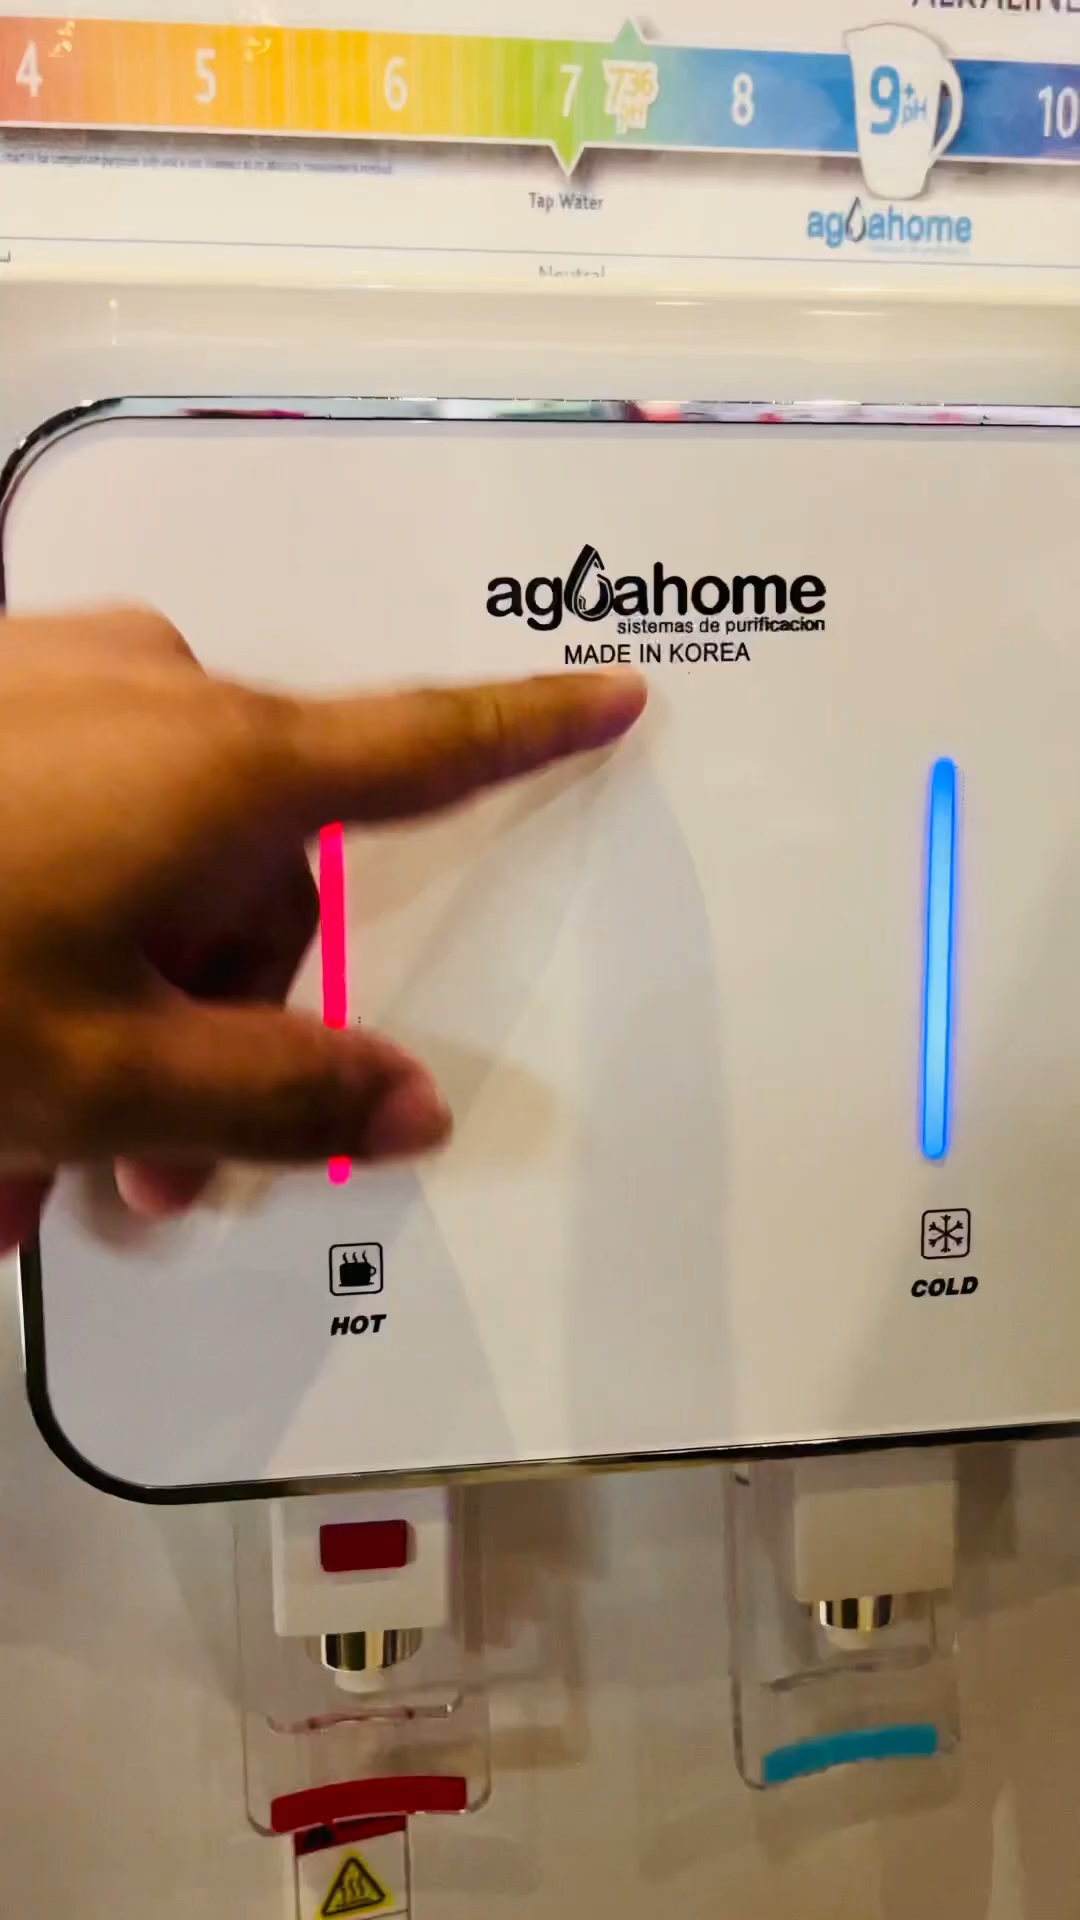 4 5 6 7 7.36 pH 8 9+ pH 10
Tap Water
aguahome
Neutral
aguahome
sistemas de purificacion
MADE IN KOREA
HOT
COLD